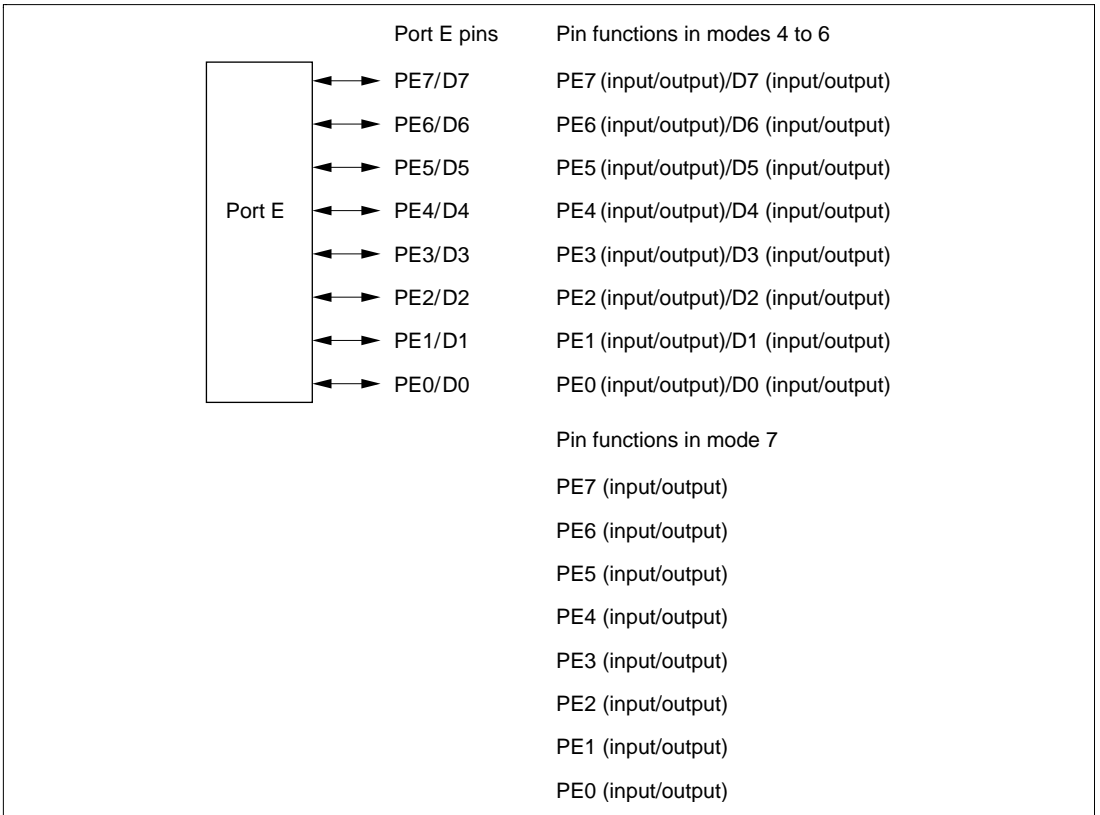 Port E pins Pin functions in modes 4 to 6
PE7/D7 PE7 (input/output)/D7 (input/output)
PE6/D6 PE6 (input/output)/D6 (input/output)
PE5/D5 PE5 (input/output)/D5 (input/output)
Port E PE4/D4 PE4 (input/output)/D4 (input/output)
PE3/D3 PE3 (input/output)/D3 (input/output)
PE2/D2 PE2 (input/output)/D2 (input/output)
PE1/D1 PE1 (input/output)/D1 (input/output)
PE0/D0 PE0 (input/output)/D0 (input/output)
Pin functions in mode 7
PE7 (input/output)
PE6 (input/output)
PE5 (input/output)
PE4 (input/output)
PE3 (input/output)
PE2 (input/output)
PE1 (input/output)
PE0 (input/output)